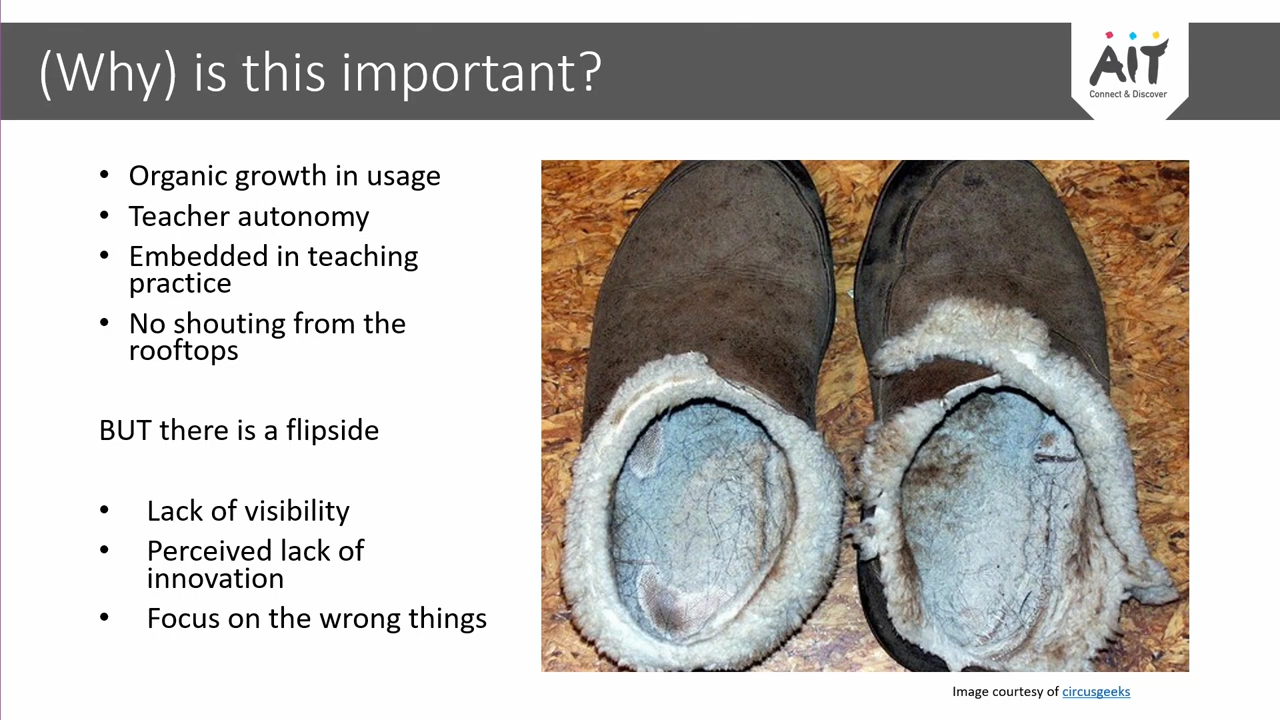 (Why) is this important?
AIT
Connect & Discover
• Organic growth in usage
• Teacher autonomy
• Embedded in teaching
practice
• No shouting from the
rooftops
BUT there is a flipside
• Lack of visibility
• Perceived lack of
innovation
• Focus on the wrong things
Image courtesy of circusgeeks